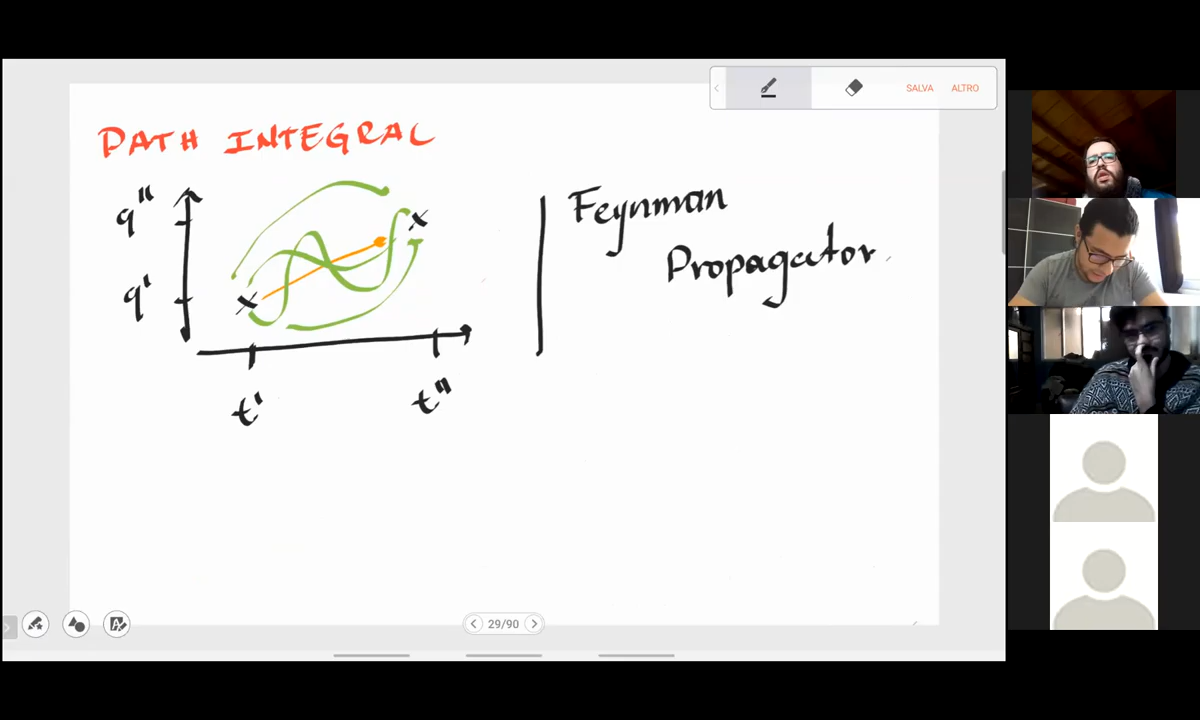 SALVA ALTRO
PATH INTEGRAL
q"
q'
t'
t"
Feynman
Propagator
29/90